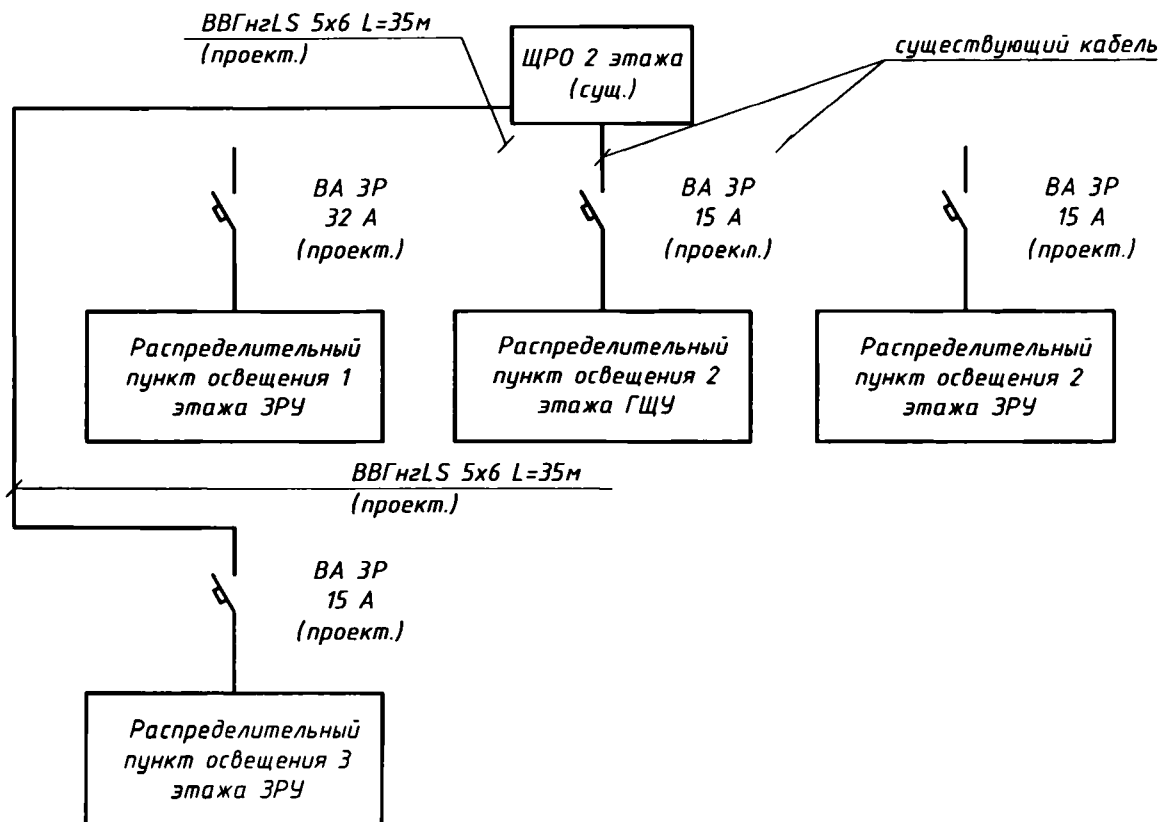 ВВГнгLS 5х6 L=35м
(проект.)
ЩРО 2 этажа
(сущ.)
существующий кабель
ВА 3Р
32 А
(проект.)
ВА 3Р
15 А
(проект.)
ВА 3Р
15 А
(проект.)
Распределительный
пункт освещения 1
этажа ЗРУ
Распределительный
пункт освещения 2
этажа ГЩУ
Распределительный
пункт освещения 2
этажа ЗРУ
ВВГнгLS 5х6 L=35м
(проект.)
ВА 3Р
15 А
(проект.)
Распределительный
пункт освещения 3
этажа ЗРУ